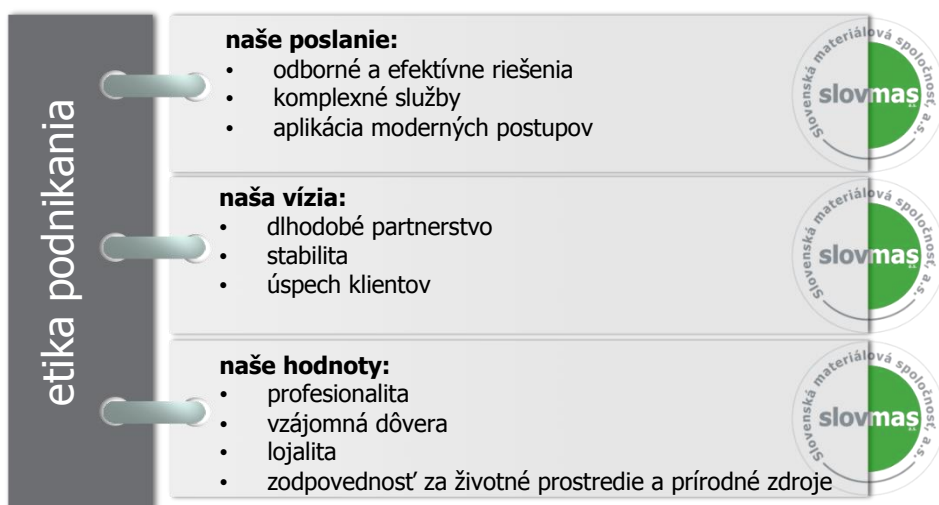 etika podnikania
naše poslanie:
• odborné a efektívne riešenia
• komplexné služby
• aplikácia moderných postupov
Slovenská materiálová spoločnosť, a.s.
slovmas
a.s.
naša vízia:
• dlhodobé partnerstvo
• stabilita
• úspech klientov
Slovenská materiálová spoločnosť, a.s.
slovmas
a.s.
naše hodnoty:
• profesionalita
• vzájomná dôvera
• lojalita
• zodpovednosť za životné prostredie a prírodné zdroje
Slovenská materiálová spoločnosť, a.s.
slovmas
a.s.